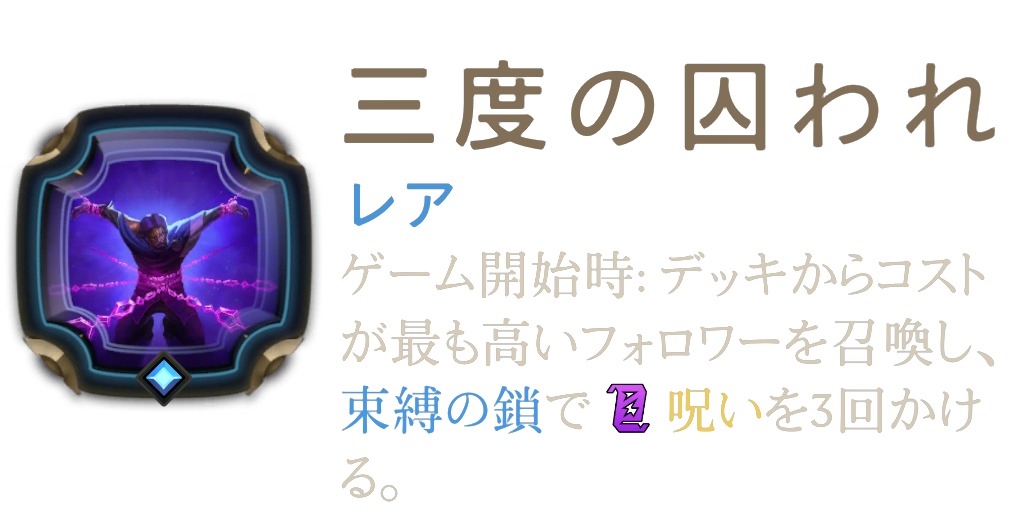 三度の囚われ
レア
ゲーム開始時: デッキからコスト
が最も高いフォロワーを召喚し、
束縛の鎖で 呪いを3回かけ
る。